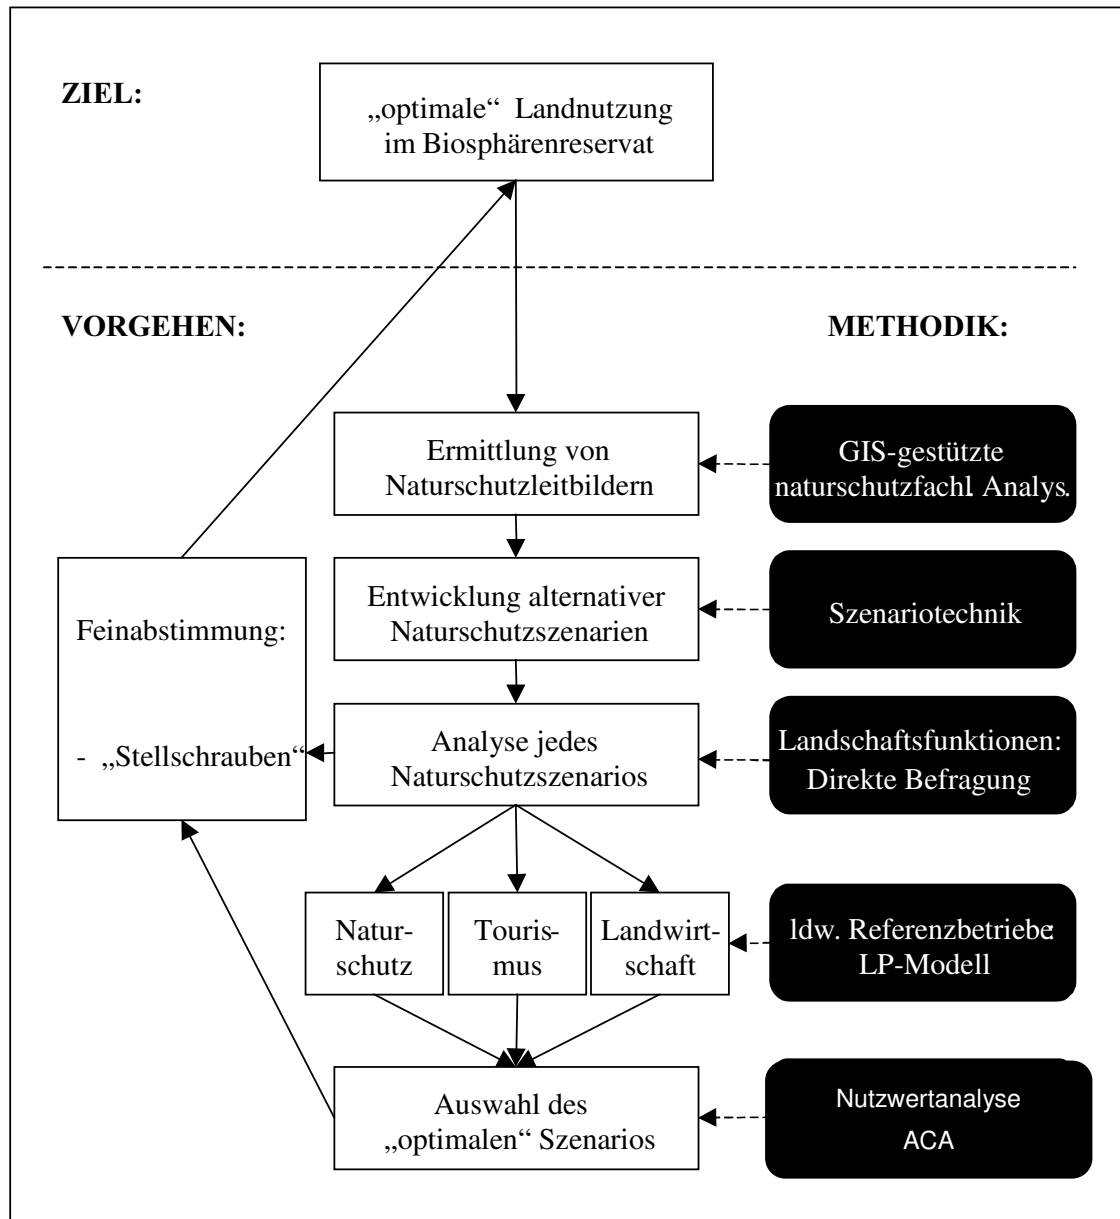 ZIEL:
„optimale“ Landnutzung
im Biosphärenreservat
VORGEHEN:
METHODIK:
Ermittlung von
Naturschutzleitbildern
GIS-gestützte
naturschutzfachl. Analys.
Entwicklung alternativer
Naturschutzszenarien
Szenariotechnik
Feinabstimmung:
- „Stellschrauben“
Analyse jedes
Naturschutzszenarios
Landschaftsfunktionen:
Direkte Befragung
Natur-
schutz
Touris-
mus
Landwirt-
schaft
ldw. Referenzbetriebe:
LP-Modell
Auswahl des
„optimalen“ Szenarios
Nutzwertanalyse
ACA